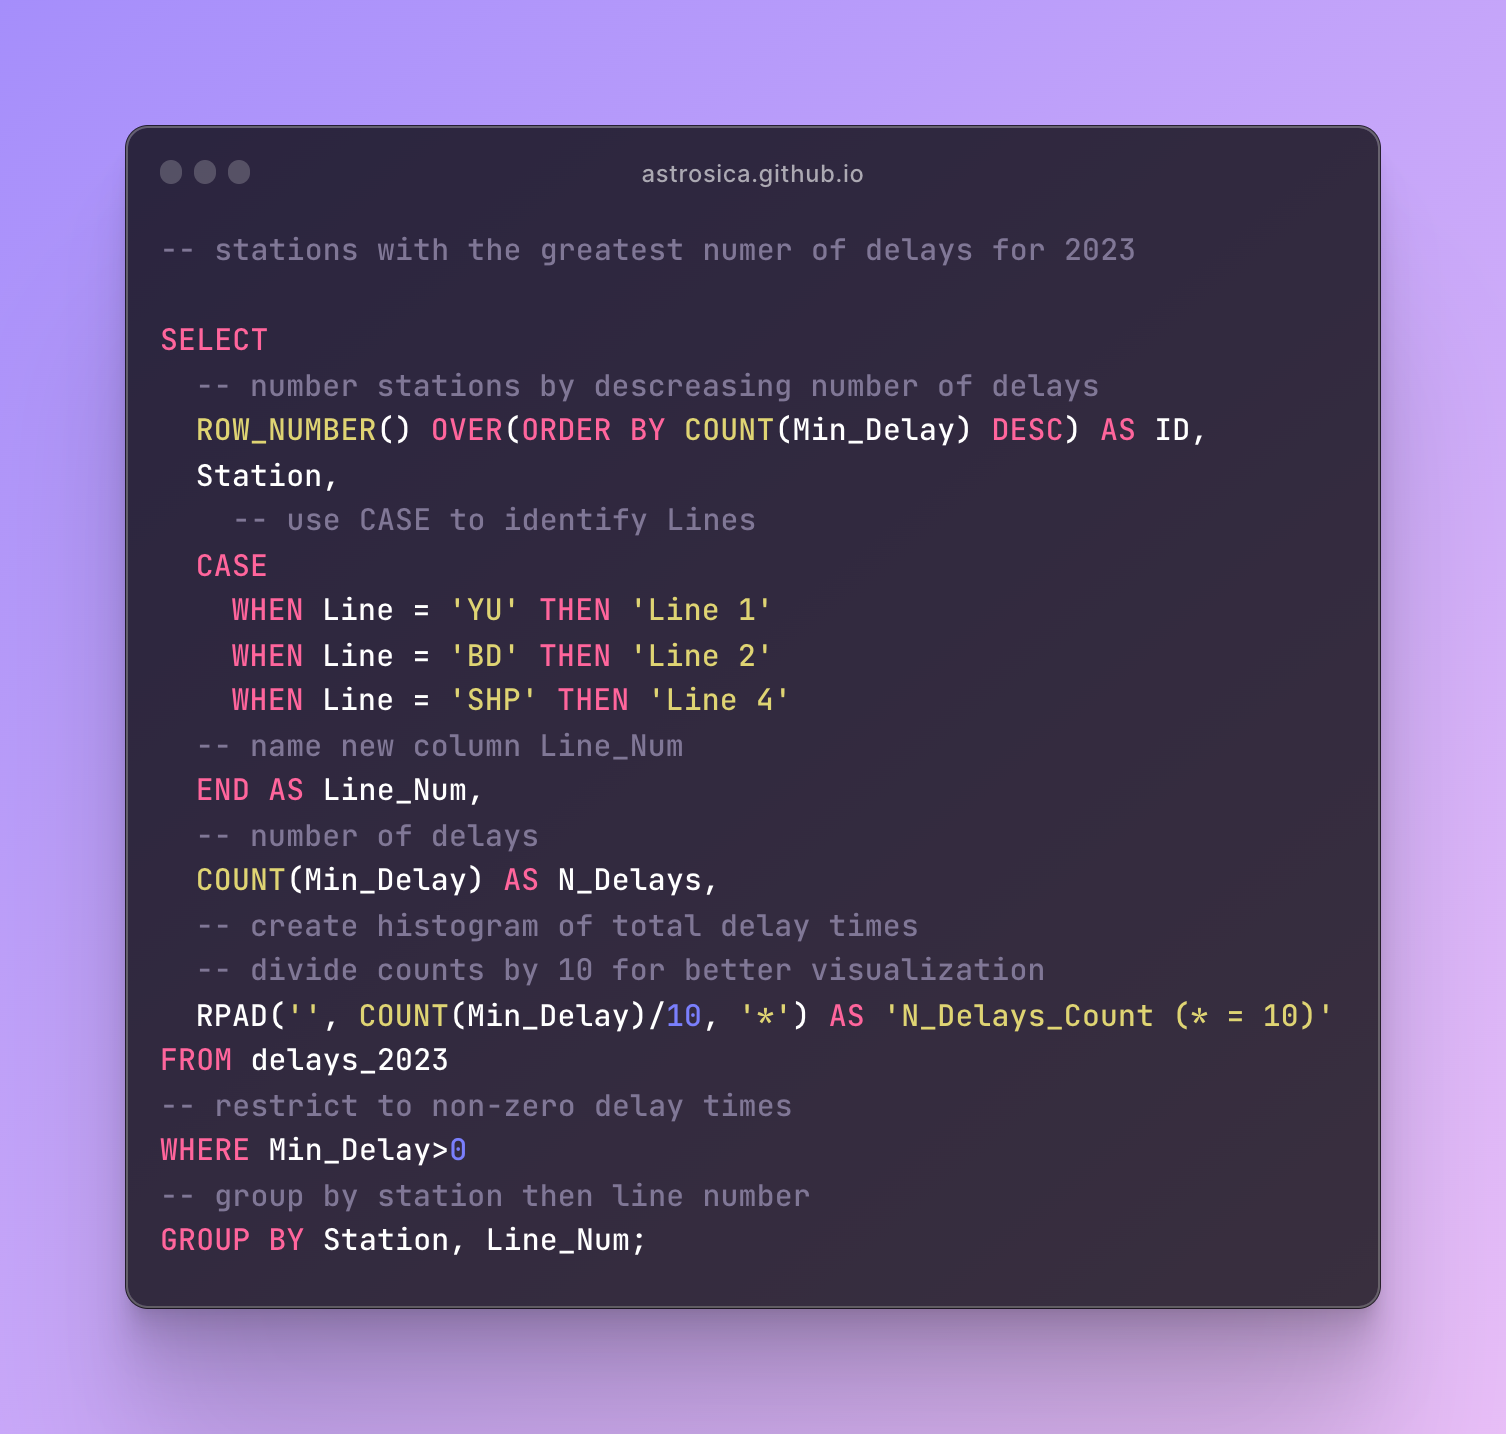 astrosica.github.io
-- stations with the greatest numer of delays for 2023
SELECT
-- number stations by descreasing number of delays
ROW_NUMBER() OVER(ORDER BY COUNT(Min_Delay) DESC) AS ID,
Station,
-- use CASE to identify Lines
CASE
WHEN Line = 'YU' THEN 'Line 1'
WHEN Line = 'BD' THEN 'Line 2'
WHEN Line = 'SHP' THEN 'Line 4'
-- name new column Line_Num
END AS Line_Num,
-- number of delays
COUNT(Min_Delay) AS N_Delays,
-- create histogram of total delay times
-- divide counts by 10 for better visualization
RPAD('', COUNT(Min_Delay)/10, '*') AS 'N_Delays_Count (* = 10)'
FROM delays_2023
-- restrict to non-zero delay times
WHERE Min_Delay>0
-- group by station then line number
GROUP BY Station, Line_Num;